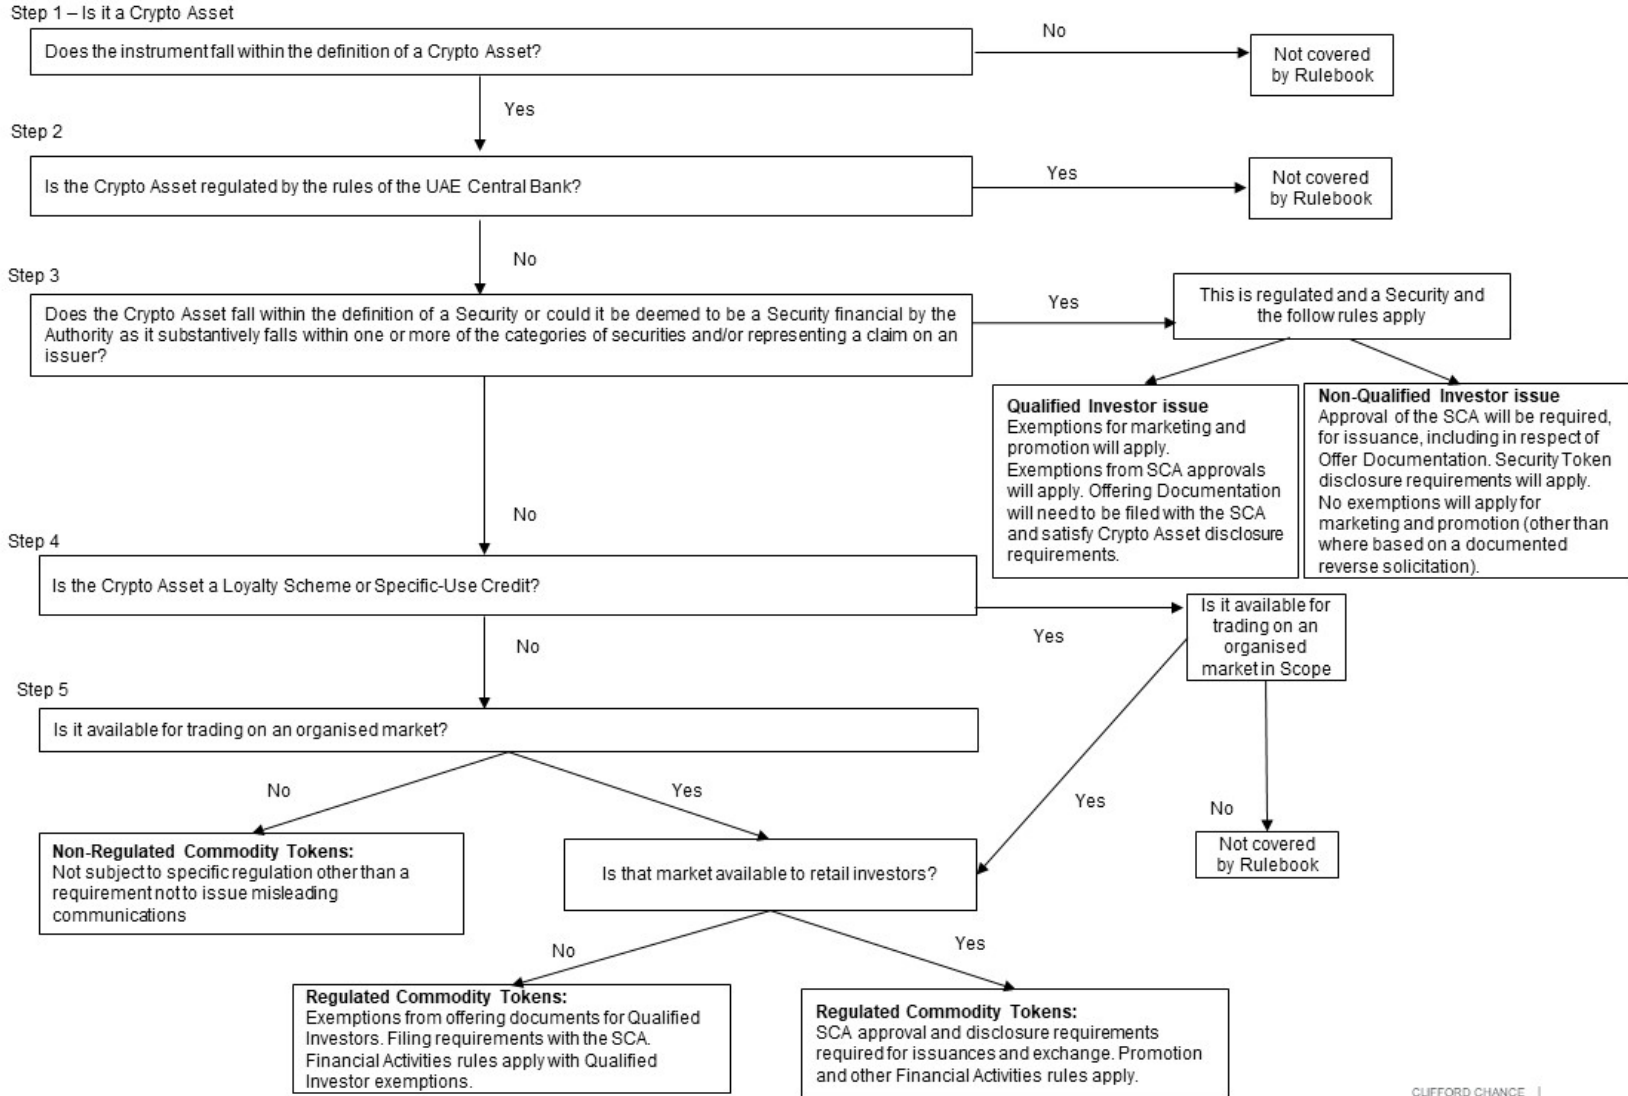 Step 1 – Is it a Crypto Asset
Does the instrument fall within the definition of a Crypto Asset?
No
Not covered
by Rulebook
Yes
Step 2
Is the Crypto Asset regulated by the rules of the UAE Central Bank?
Yes
Not covered
by Rulebook
No
Step 3
Does the Crypto Asset fall within the definition of a Security or could it be deemed to be a Security financial by the
Authority as it substantively falls within one or more of the categories of securities and/or representing a claim on an
issuer?
Yes
This is regulated and a Security and
the follow rules apply
Qualified Investor issue
Exemptions for marketing and
promotion will apply.
Exemptions from SCA approvals
will apply. Offering Documentation
will need to be filed with the SCA
and satisfy Crypto Asset disclosure
requirements.
Non-Qualified Investor issue
Approval of the SCA will be required,
for issuance, including in respect of
Offer Documentation. Security Token
disclosure requirements will apply.
No exemptions will apply for
marketing and promotion (other than
where based on a documented
reverse solicitation).
No
Step 4
Is the Crypto Asset a Loyalty Scheme or Specific-Use Credit?
Yes
Is it available for
trading on an
organised
market in Scope
No
Step 5
Is it available for trading on an organised market?
No
Yes
Yes
No
Not covered
by Rulebook
Non-Regulated Commodity Tokens:
Not subject to specific regulation other than a
requirement not to issue misleading
communications
Is that market available to retail investors?
No
Yes
Regulated Commodity Tokens:
Exemptions from offering documents for Qualified
Investors. Filing requirements with the SCA.
Financial Activities rules apply with Qualified
Investor exemptions.
Regulated Commodity Tokens:
SCA approval and disclosure requirements
required for issuances and exchange. Promotion
and other Financial Activities rules apply.
CLIFFORD CHANCE |